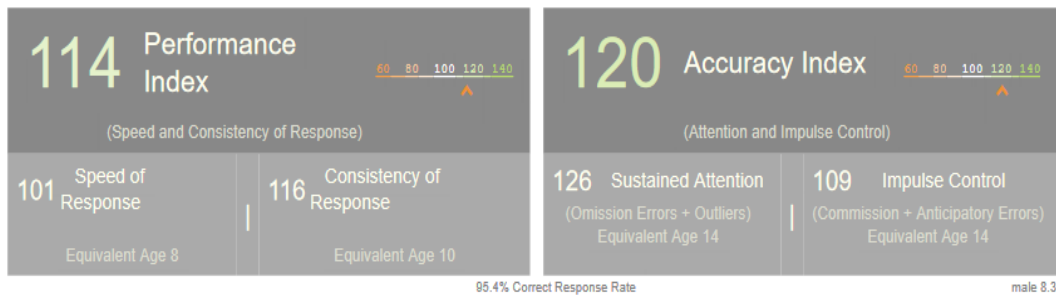 114 Performance
Index
60 80 100 120 140
(Speed and Consistency of Response)
101 Speed of
Response
Equivalent Age 8
116 Consistency of
Response
Equivalent Age 10
120 Accuracy Index
60 80 100 120 140
(Attention and Impulse Control)
126 Sustained Attention
(Omission Errors + Outliers)
Equivalent Age 14
109 Impulse Control
(Commission + Anticipatory Errors)
Equivalent Age 14
95.4% Correct Response Rate
male 8.3